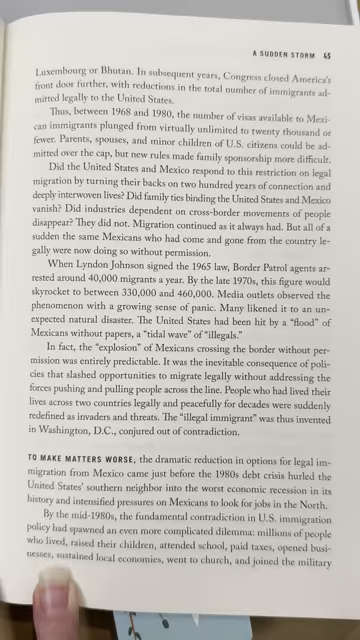 A SUDDEN STORM 45
Luxembourg or Bhutan. In subsequent years, Congress closed America's
front door further, with reductions in the total number of immigrants ad-
mitted legally to the United States.
Thus, between 1968 and 1980, the number of visas available to Mexi-
can immigrants plunged from virtually unlimited to twenty thousand or
fewer. Parents, spouses, and minor children of U.S. citizens could be ad-
mitted over the cap, but new rules made family sponsorship more difficult.
Did the United States and Mexico respond to this restriction on legal
migration by turning their backs on two hundred years of connection and
deeply interwoven lives? Did family ties binding the United States and Mexico
vanish? Did industries dependent on cross-border movements of people
disappear? They did not. Migration continued as it always had. But all of a
sudden the same Mexicans who had come and gone from the country le-
gally were now doing so without permission.
When Lyndon Johnson signed the 1965 law, Border Patrol agents ar-
rested around 40,000 migrants a year. By the late 1970s, this figure would
skyrocket to between 330,000 and 460,000. Media outlets observed the
phenomenon with a growing sense of panic. Many likened it to an un-
expected natural disaster. The United States had been hit by a "flood" of
Mexicans without papers, a "tidal wave" of "illegals."
In fact, the "explosion" of Mexicans crossing the border without per-
mission was entirely predictable. It was the inevitable consequence of poli-
cies that slashed opportunities to migrate legally without addressing the
forces pushing and pulling people across the line. People who had lived their
lives across two countries legally and peacefully for decades were suddenly
redefined as invaders and threats. The "illegal immigrant" was thus invented
in Washington, D.C., conjured out of contradiction.
TO MAKE MATTERS WORSE, the dramatic reduction in options for legal im-
migration from Mexico came just before the 1980s debt crisis hurled the
United States' southern neighbor into the worst economic recession in its
history and intensified pressures on Mexicans to look for jobs in the North.
By the mid-1980s, the fundamental contradiction in U.S. immigration
policy had spawned an even more complicated dilemma: millions of people
who lived, raised their children, attended school, paid taxes, opened busi-
nesses, sustained local economies, went to church, and joined the military